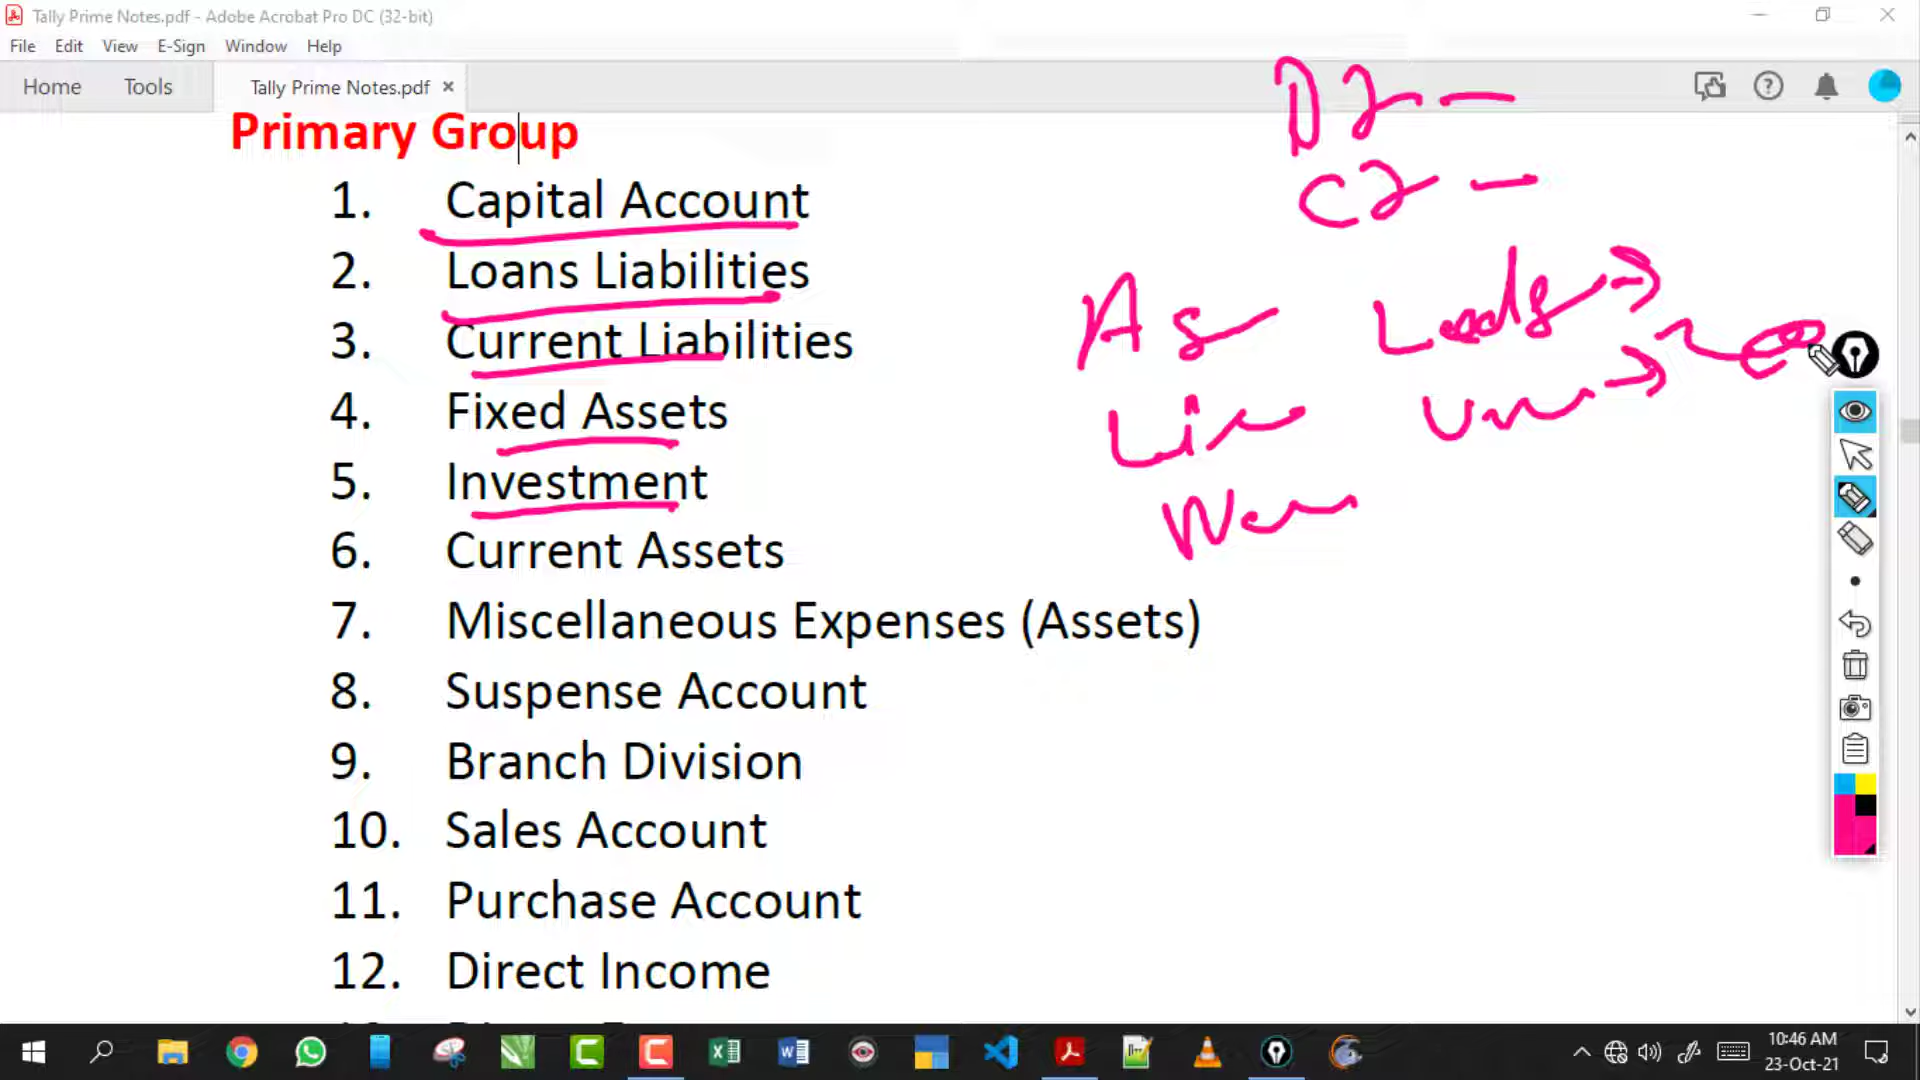 Tally Prime Notes.pdf - Adobe Acrobat Pro DC (32-bit)
File Edit View E-Sign Window Help
Home Tools Tally Prime Notes.pdf ×
Primary Group
1. Capital Account
2. Loans Liabilities
3. Current Liabilities
4. Fixed Assets
5. Investment
6. Current Assets
7. Miscellaneous Expenses (Assets)
8. Suspense Account
9. Branch Division
10. Sales Account
11. Purchase Account
12. Direct Income
10:46 AM
23-Oct-21